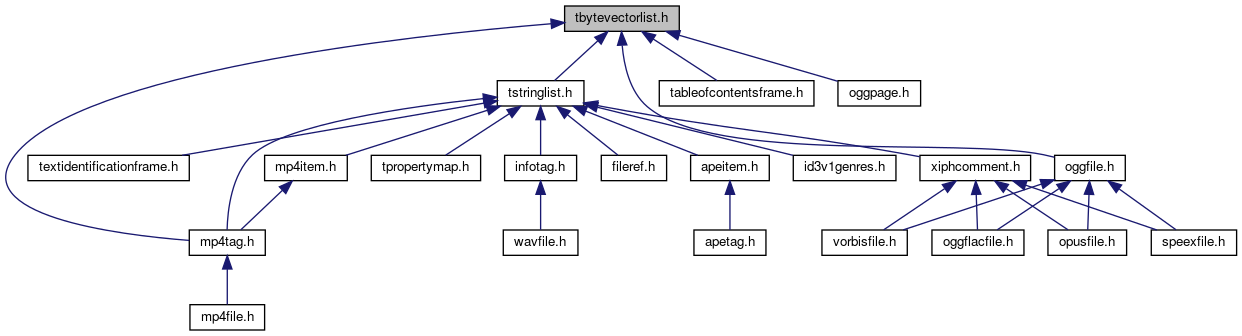 tbytevectorlist.h
tstringlist.h
tableofcontentsframe.h
oggpage.h
textidentificationframe.h
mp4item.h
tpropertymap.h
infotag.h
fileref.h
apeitem.h
id3v1genres.h
xiphcomment.h
oggfile.h
mp4tag.h
wavfile.h
apetag.h
vorbisfile.h
oggflacfile.h
opusfile.h
speexfile.h
mp4file.h